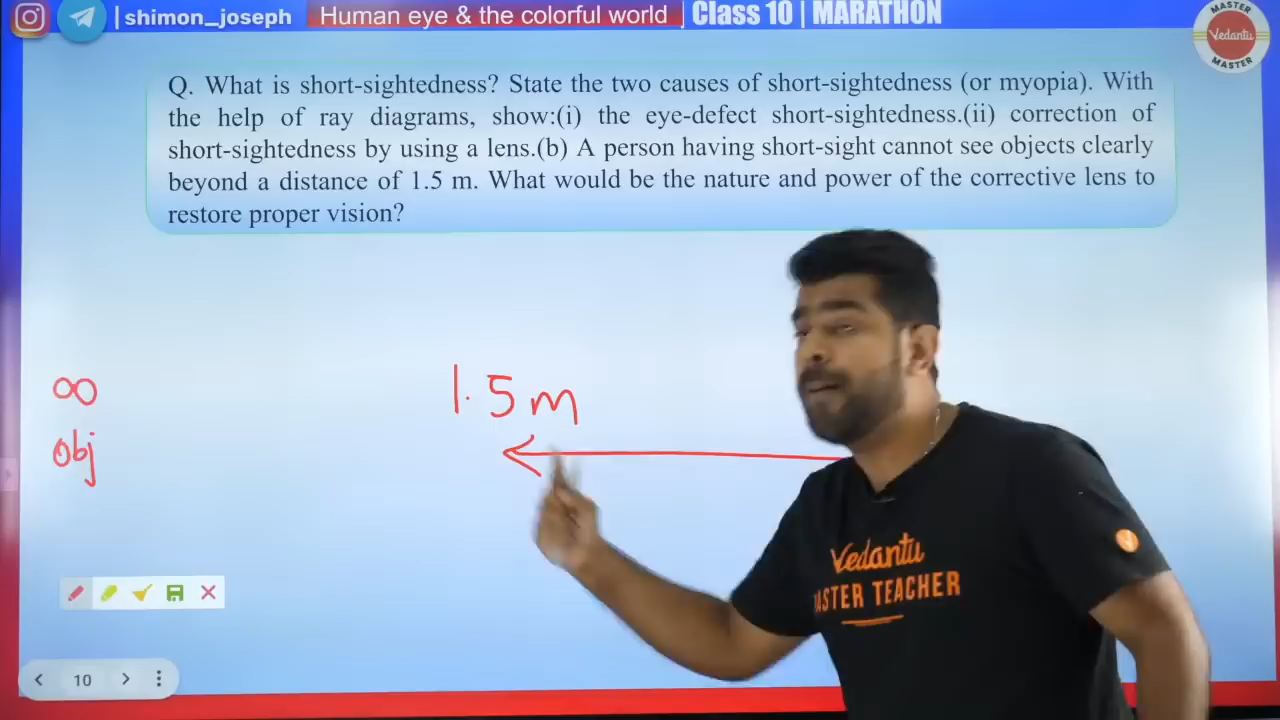 | shimon_joseph | Human eye & the colorful world | Class 10 | MARATHON
MASTER
Vedantu
MASTER
Q. What is short-sightedness? State the two causes of short-sightedness (or myopia). With
the help of ray diagrams, show:(i) the eye-defect short-sightedness.(ii) correction of
short-sightedness by using a lens.(b) A person having short-sight cannot see objects clearly
beyond a distance of 1.5 m. What would be the nature and power of the corrective lens to
restore proper vision?
∞
obj
1.5 m
Vedantu
MASTER TEACHER
V
10